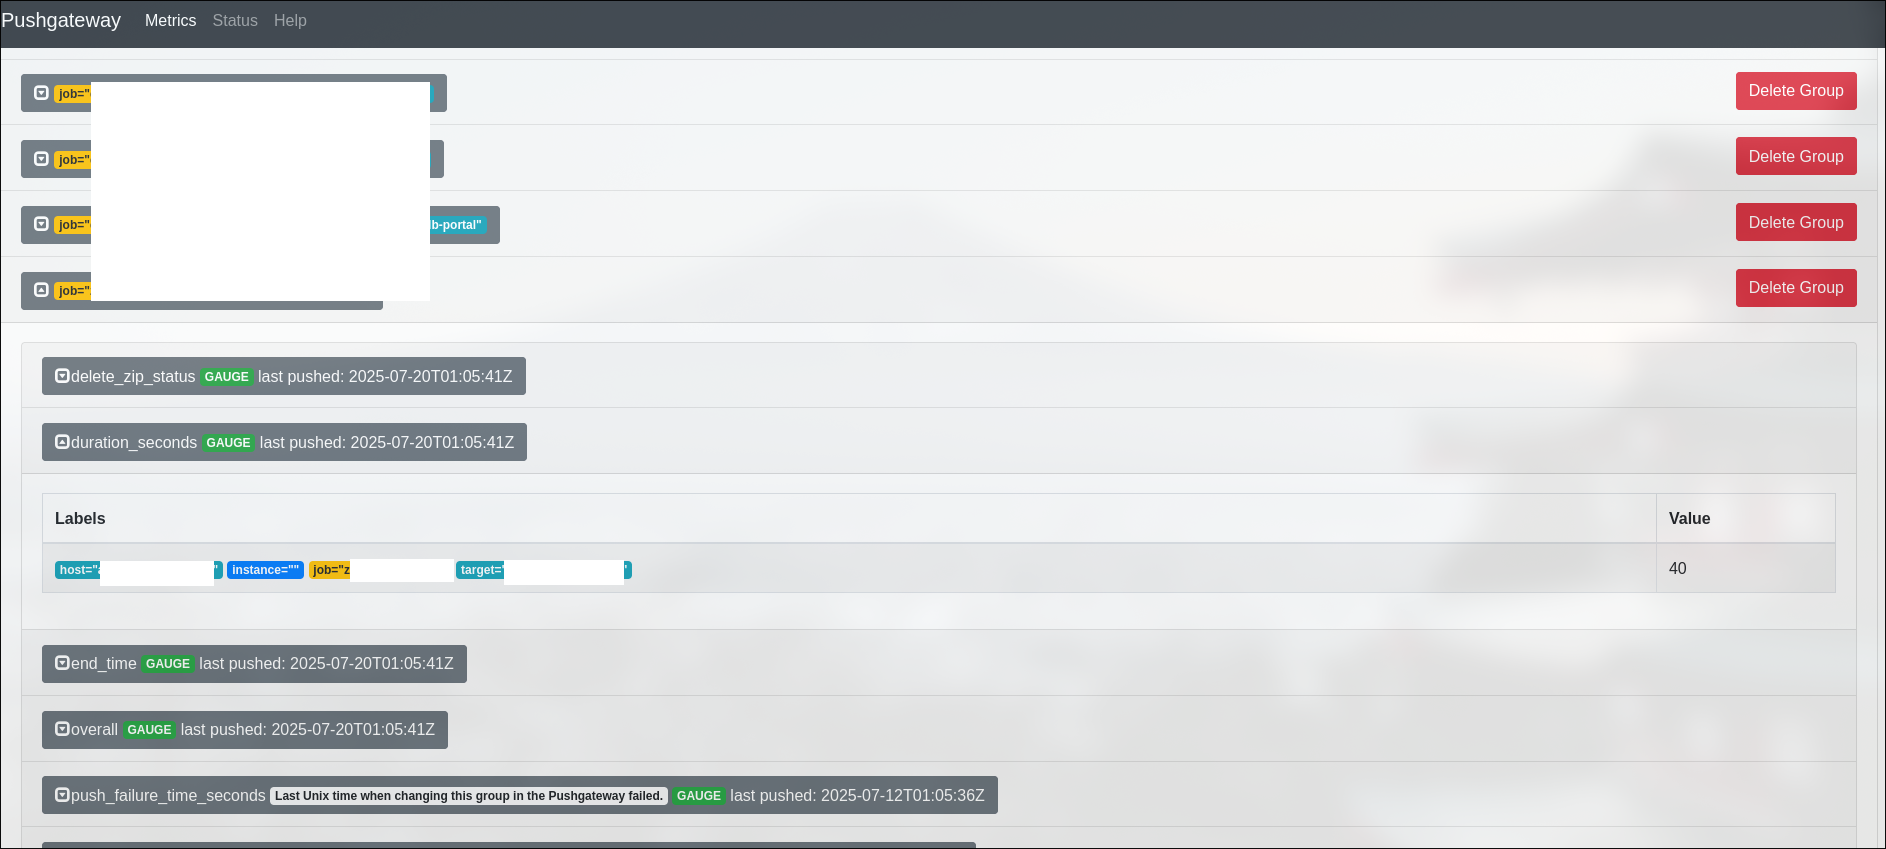 Pushgateway Metrics Status Help
job=" Delete Group
job=" Delete Group
job=" b-portal" Delete Group
job=" Delete Group
delete_zip_status GAUGE last pushed: 2025-07-20T01:05:41Z
duration_seconds GAUGE last pushed: 2025-07-20T01:05:41Z
Labels Value
host="a " instance="" job="z target=" " 40
end_time GAUGE last pushed: 2025-07-20T01:05:41Z
overall GAUGE last pushed: 2025-07-20T01:05:41Z
push_failure_time_seconds Last Unix time when changing this group in the Pushgateway failed. GAUGE last pushed: 2025-07-12T01:05:36Z